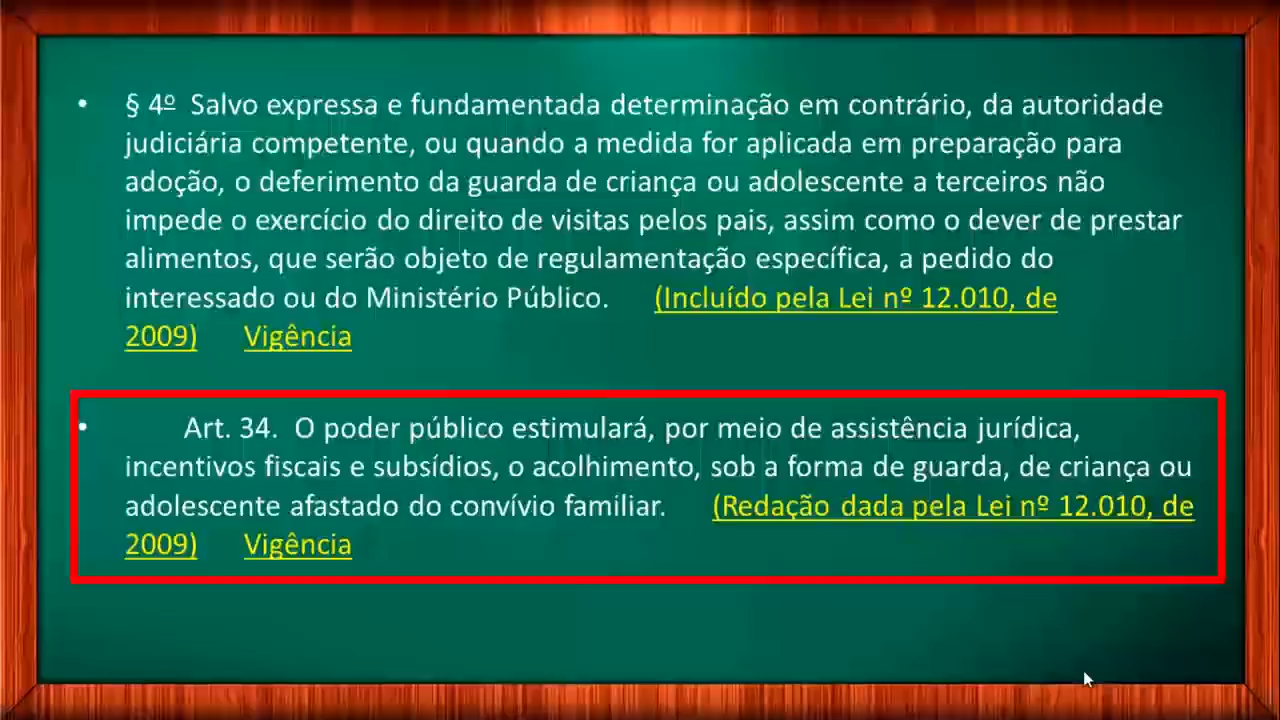 • § 4º Salvo expressa e fundamentada determinação em contrário, da autoridade
judiciária competente, ou quando a medida for aplicada em preparação para
adoção, o deferimento da guarda de criança ou adolescente a terceiros não
impede o exercício do direito de visitas pelos pais, assim como o dever de prestar
alimentos, que serão objeto de regulamentação específica, a pedido do
interessado ou do Ministério Público. (Incluído pela Lei nº 12.010, de
2009) Vigência
• Art. 34. O poder público estimulará, por meio de assistência jurídica,
incentivos fiscais e subsídios, o acolhimento, sob a forma de guarda, de criança ou
adolescente afastado do convívio familiar. (Redação dada pela Lei nº 12.010, de
2009) Vigência